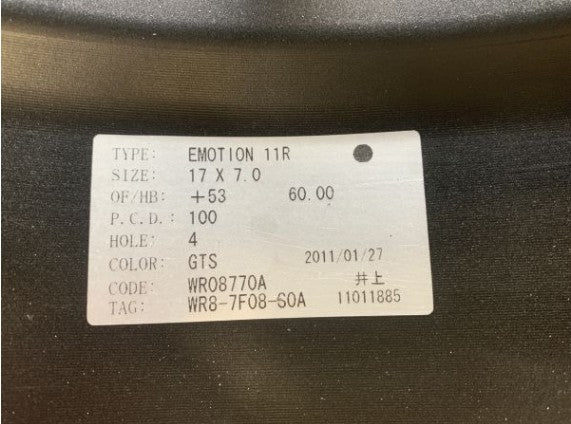 TYPE: EMOTION 11R
SIZE: 17 X 7.0
OF/HB: +53 60.00
P.C.D.: 100
HOLE: 4
COLOR: GTS 2011/01/27
CODE: WR08770A 井上
TAG: WR8-7F08-S0A 11011885